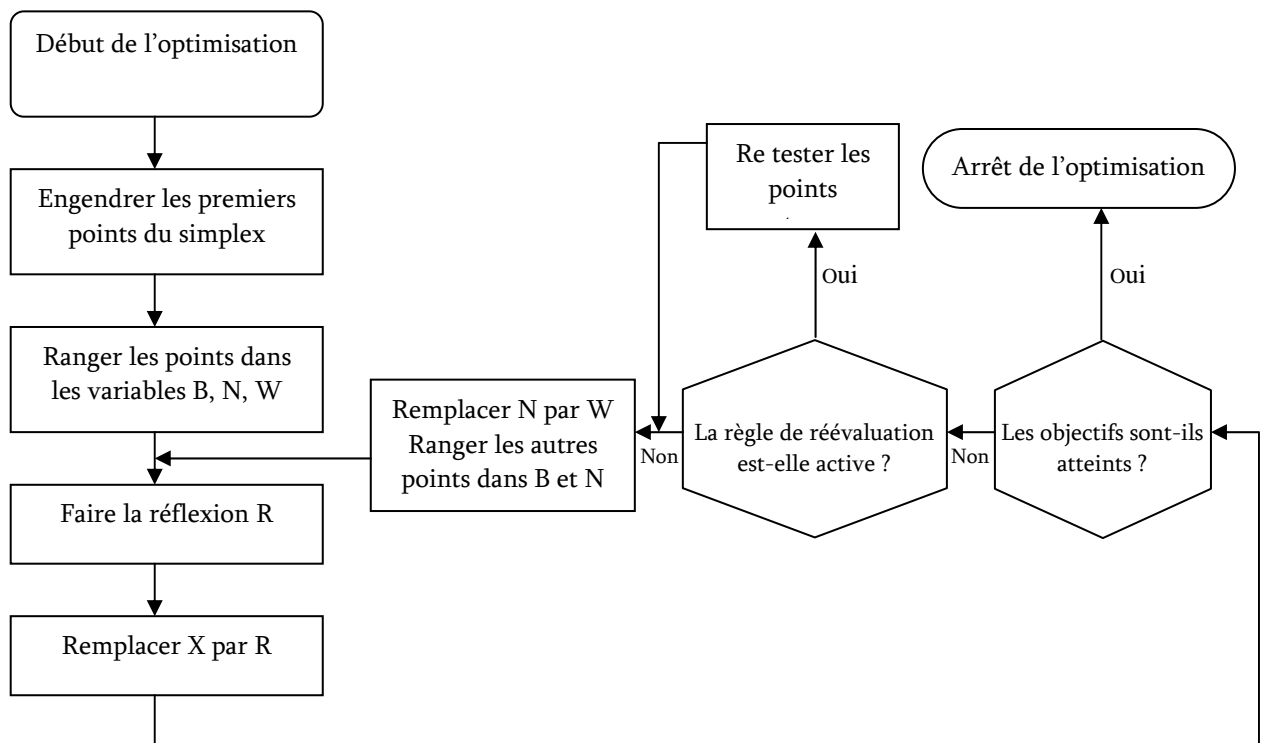 Début de l'optimisation
Engendrer les premiers
points du simplex
Ranger les points dans
les variables B, N, W
Faire la réflexion R
Remplacer X par R
Remplacer N par W
Ranger les autres
points dans B et N
Re tester les
points
Oui
La règle de réévaluation
est-elle active ?
Non
Arrêt de l'optimisation
Oui
Les objectifs sont-ils
atteints ?
Non